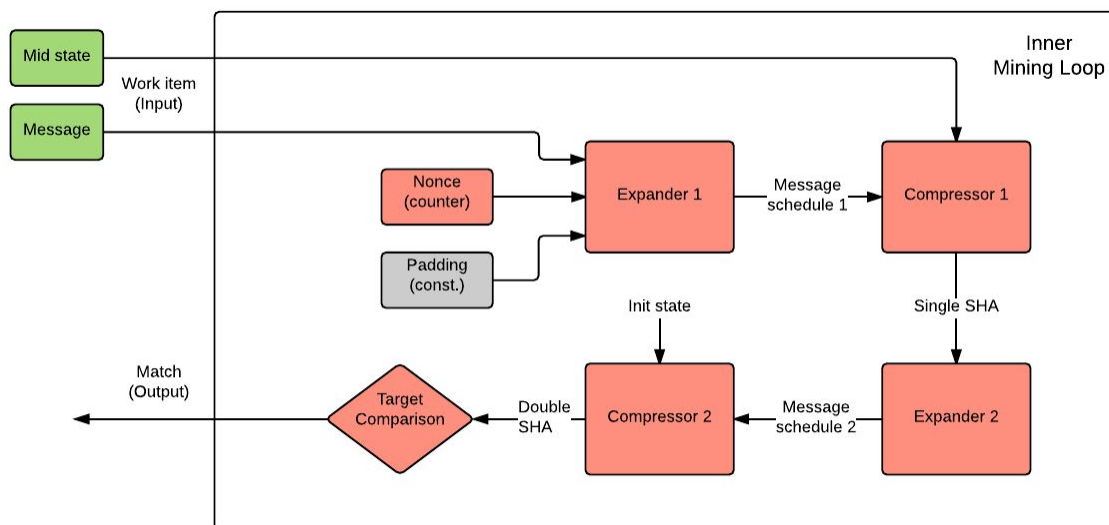 Inner
Mining Loop
Mid state
Work item
(Input)
Message
Nonce
(counter)
Expander 1
Message
schedule 1
Compressor 1
Padding
(const.)
Init state
Single SHA
Match
(Output)
Target
Comparison
Double
SHA
Compressor 2
Message
schedule 2
Expander 2